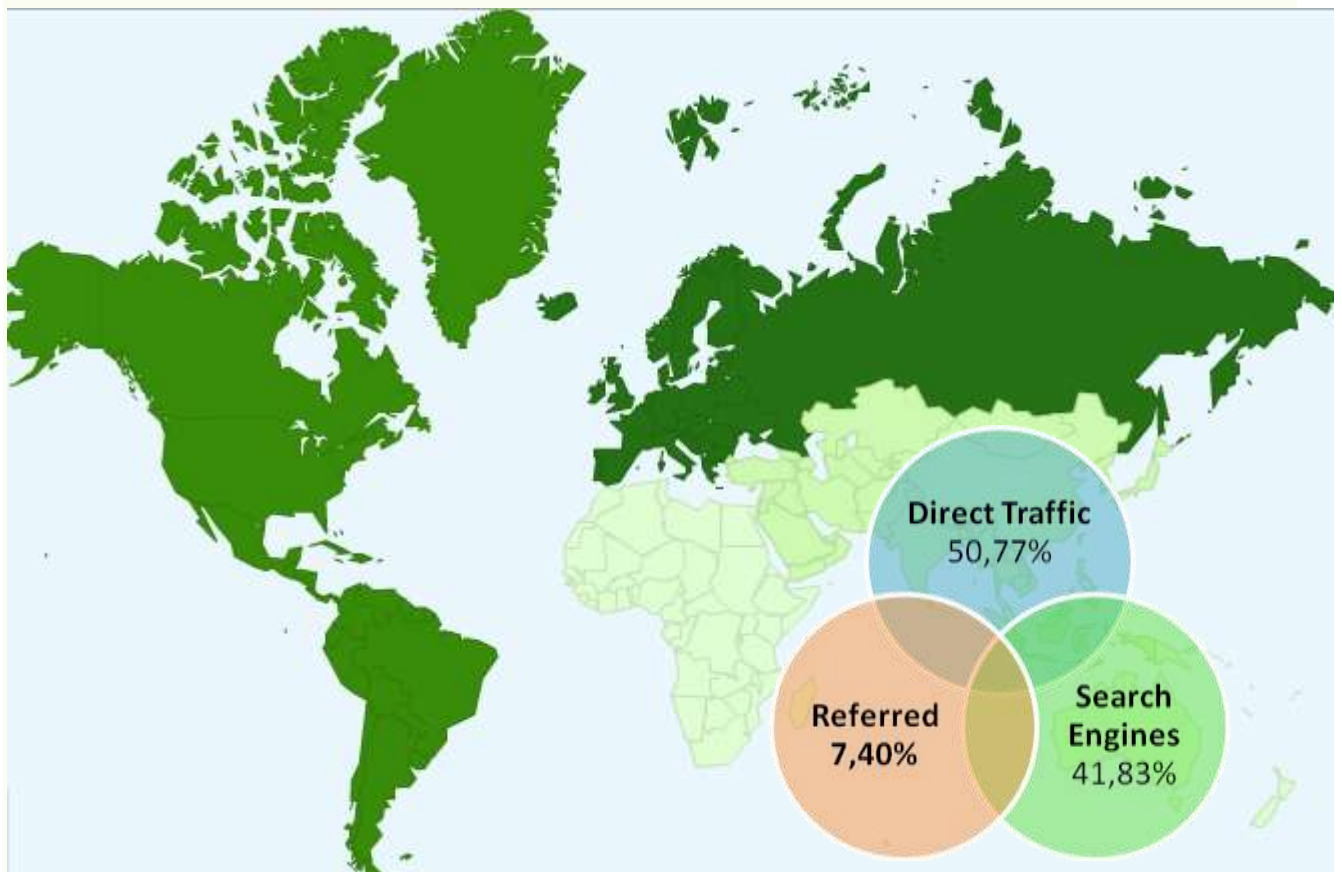 Direct Traffic
50,77%
Referred
7,40%
Search
Engines
41,83%